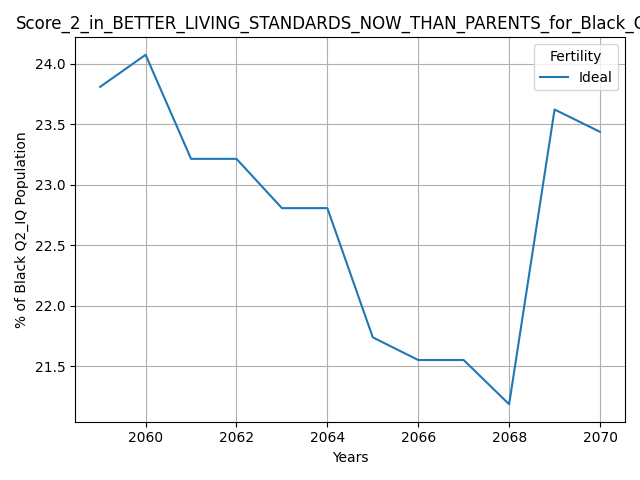 Score_2_in_BETTER_LIVING_STANDARDS_NOW_THAN_PARENTS_for_Black_
Fertility
Ideal
24.0
23.5
23.0
22.5
22.0
21.5
% of Black Q2_IQ Population
2060 2062 2064 2066 2068 2070
Years